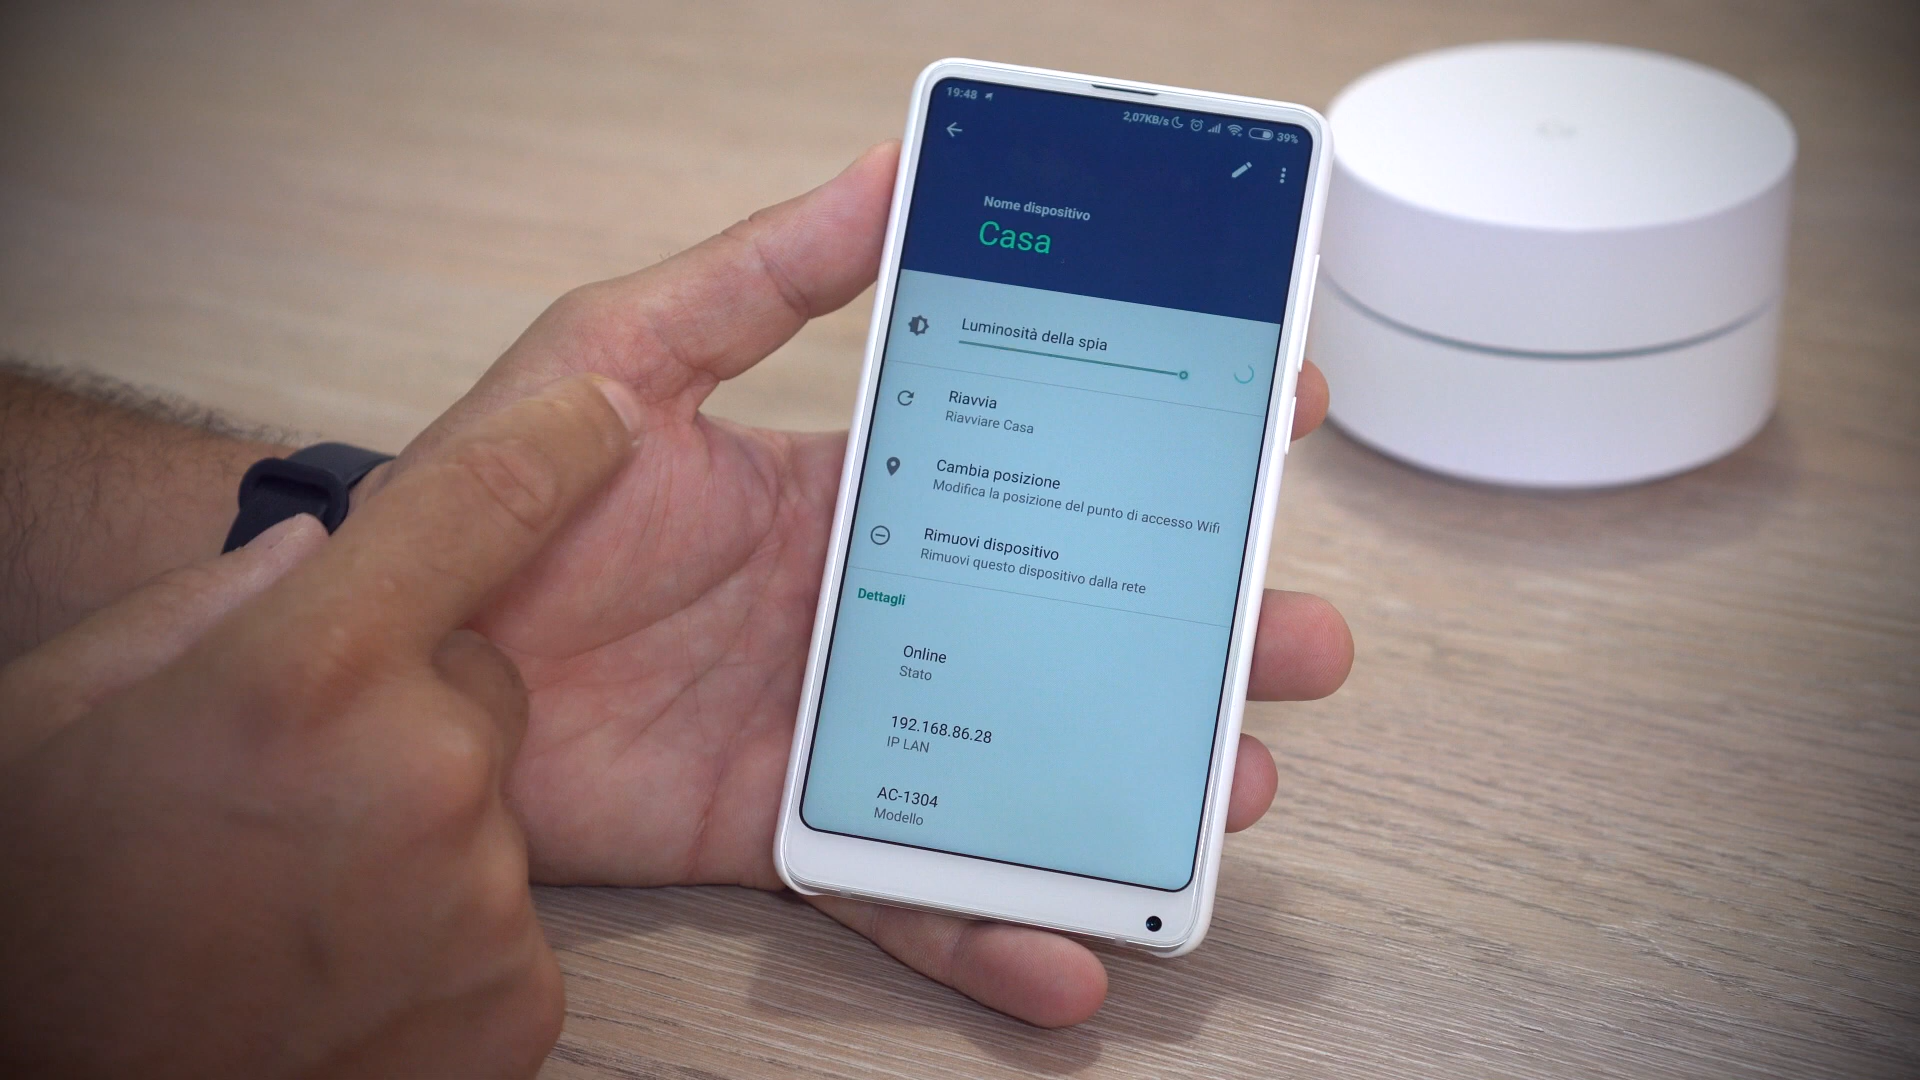 19:48
2,07KB/s
39%
Nome dispositivo
Casa
Luminosità della spia
Riavvia
Riavviare Casa
Cambia posizione
Modifica la posizione del punto di accesso Wifi
Rimuovi dispositivo
Rimuovi questo dispositivo dalla rete
Dettagli
Online
Stato
192.168.86.28
IP LAN
AC-1304
Modello